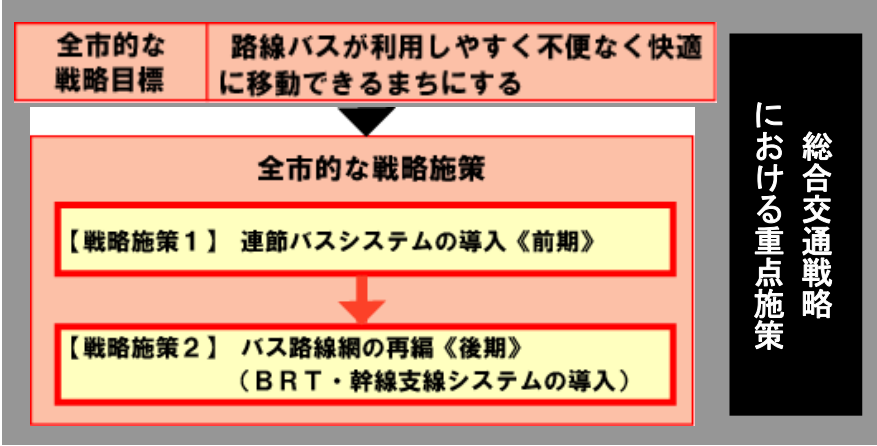 全市的な
戦略目標
路線バスが利用しやすく不便なく快適
に移動できるまちにする
全市的な戦略施策
【戦略施策1】 連節バスシステムの導入《前期》
【戦略施策2】 バス路線網の再編《後期》
(BRT・幹線支線システムの導入)
総合交通戦略
における重点施策